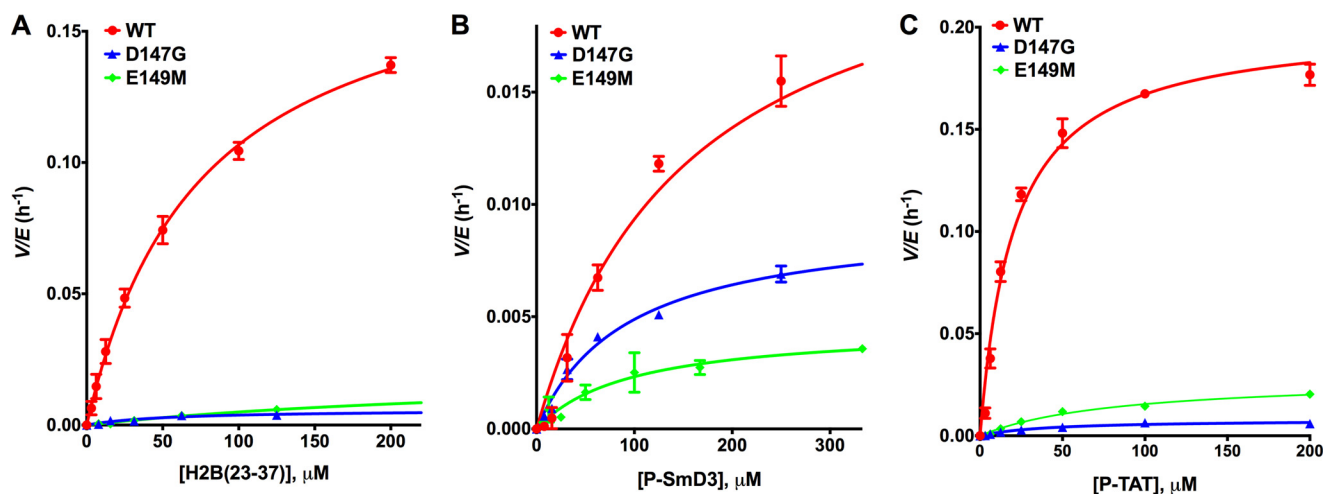 A
WT
D147G
E149M
0.15
0.10
0.05
0.00
V/E (h⁻¹)
0 50 100 150 200
[H2B(23-37)], μM
B
WT
D147G
E149M
0.015
0.010
0.005
0.000
V/E (h⁻¹)
0 100 200 300
[P-SmD3], μM
C
WT
D147G
E149M
0.20
0.15
0.10
0.05
0.00
V/E (h⁻¹)
0 50 100 150 200
[P-TAT], μM